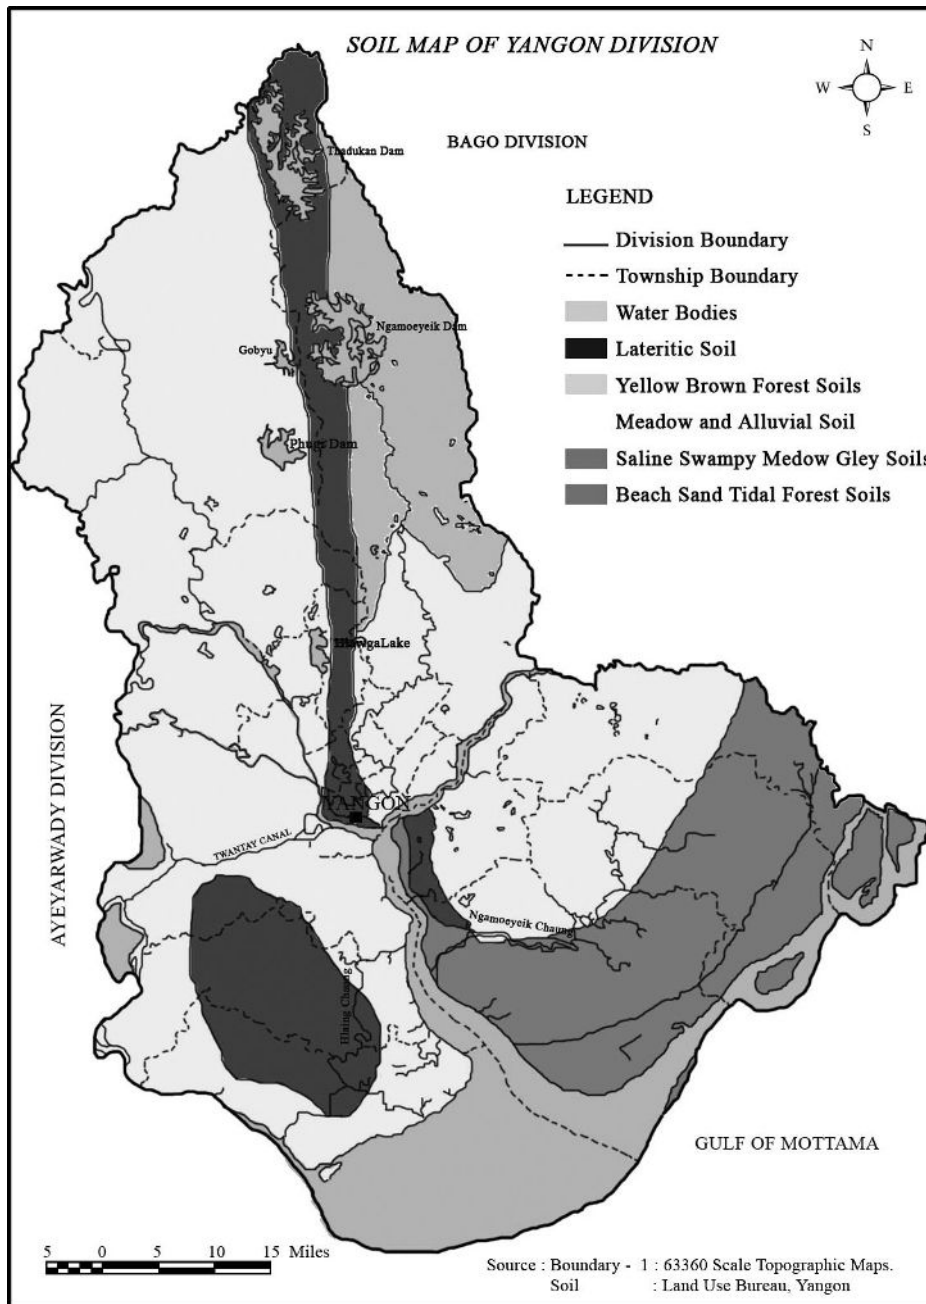 SOIL MAP OF YANGON DIVISION
N
W E
S
BAGO DIVISION
Thadukan Dam
LEGEND
Division Boundary
Township Boundary
Water Bodies
Lateritic Soil
Yellow Brown Forest Soils
Meadow and Alluvial Soil
Saline Swampy Medow Gley Soils
Beach Sand Tidal Forest Soils
Ngamoeyeik Dam
Gobyu
Phugr Dam
HlawgaLake
AYEYARWADY DIVISION
YANGON
TWANTAY CANAL
Ngamoeyeik Chaung
Hlaing Chaung
GULF OF MOTTAMA
5 0 5 10 15 Miles
Source : Boundary - 1 : 63360 Scale Topographic Maps.
Soil : Land Use Bureau, Yangon